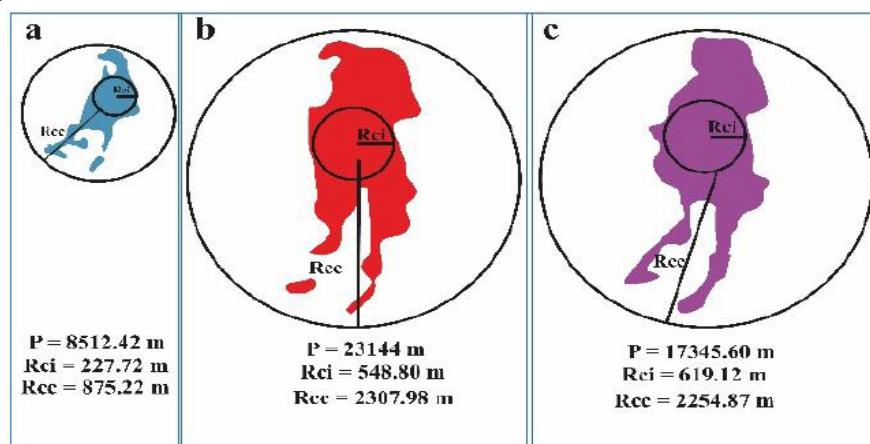 a
Rci
Rcc
P = 8512.42 m
Rci = 227.72 m
Rcc = 875.22 m
b
Rci
Rcc
P = 23144 m
Rci = 548.80 m
Rcc = 2307.98 m
c
Rci
Rcc
P = 17345.60 m
Rci = 619.12 m
Rcc = 2254.87 m